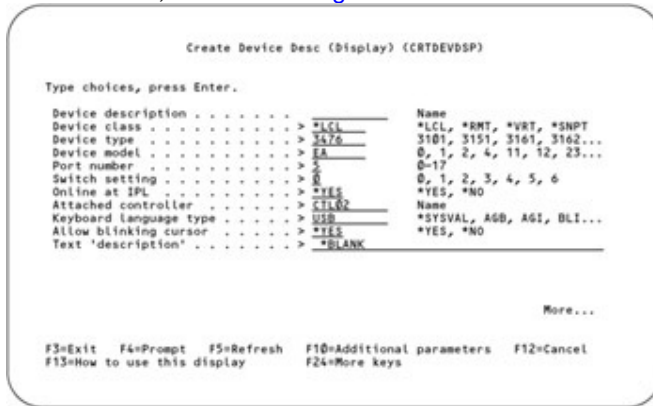 Create Device Desc (Display) (CRTDEVDSP)
Type choices, press Enter.
Device description . . . . . . . Name
Device class . . . . . . . . . > *LCL *LCL, *RMT, *VRT, *SNPT
Device type . . . . . . . . . . > 3476 3101, 3151, 3161, 3162...
Device model . . . . . . . . . > EA 0, 1, 2, 4, 11, 12, 23...
Port number . . . . . . . . . . > 5 0-17
Switch setting . . . . . . . . > 0 0, 1, 2, 3, 4, 5, 6
Online at IPL . . . . . . . . . > *YES *YES, *NO
Attached controller . . . . . . > CTL02 Name
Keyboard language type . . . . > USB *SYSVAL, AGB, AGI, BLI...
Allow blinking cursor . . . . . > *YES *YES, *NO
Text 'description' . . . . . . > *BLANK
More...
F3=Exit F4=Prompt F5=Refresh F10=Additional parameters F12=Cancel
F13=How to use this display F24=More keys